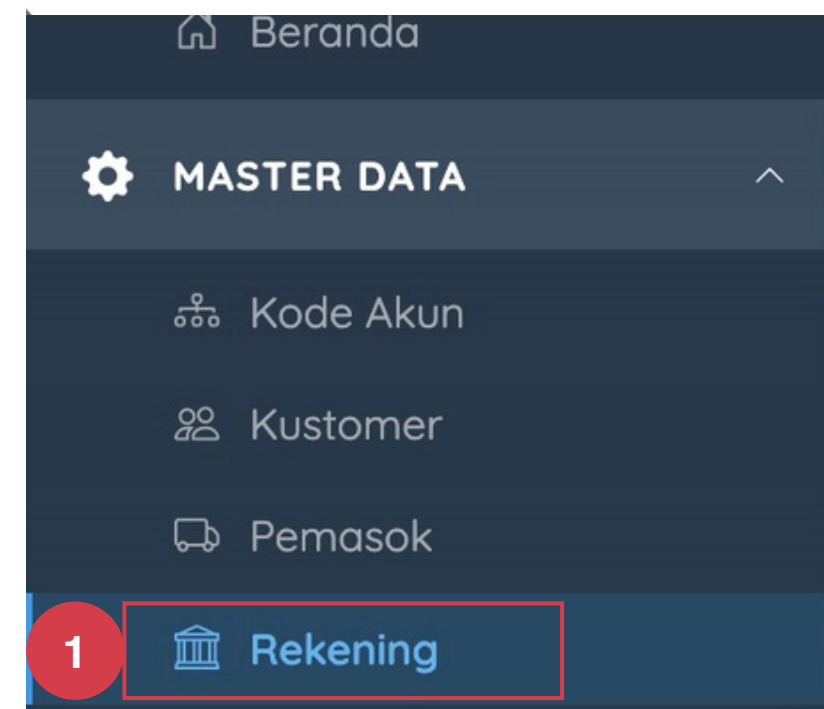 Beranda
MASTER DATA
Kode Akun
Kustomer
Pemasok
1 Rekening